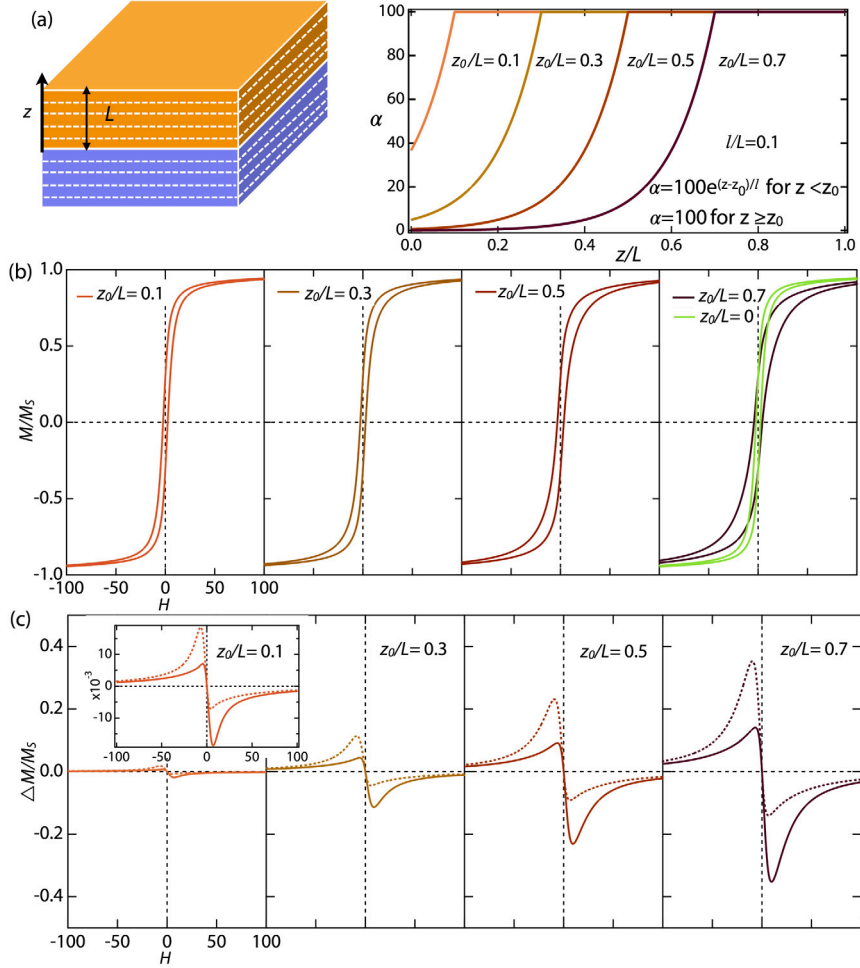 (a)
z
L
100
80
60
40
20
0
α
z₀/L= 0.1
z₀/L= 0.3
z₀/L= 0.5
z₀/L= 0.7
l/L=0.1
α=100e^(z-z₀)/l for z <z₀
α=100 for z ≥z₀
0.0 0.2 0.4 0.6 0.8 1.0
z/L
(b)
1.0
0.5
0.0
-0.5
-1.0
M/Mₛ
z₀/L= 0.1
z₀/L= 0.3
z₀/L= 0.5
z₀/L= 0.7
z₀/L= 0
-100 -50 0 50 100
H
(c)
0.4
0.2
0.0
-0.2
-0.4
△M/Mₛ
10
0
-10
x10⁻³
z₀/L= 0.1
-100 -50 0 50 100
z₀/L= 0.3
z₀/L= 0.5
z₀/L= 0.7
-100 -50 0 50 100
H